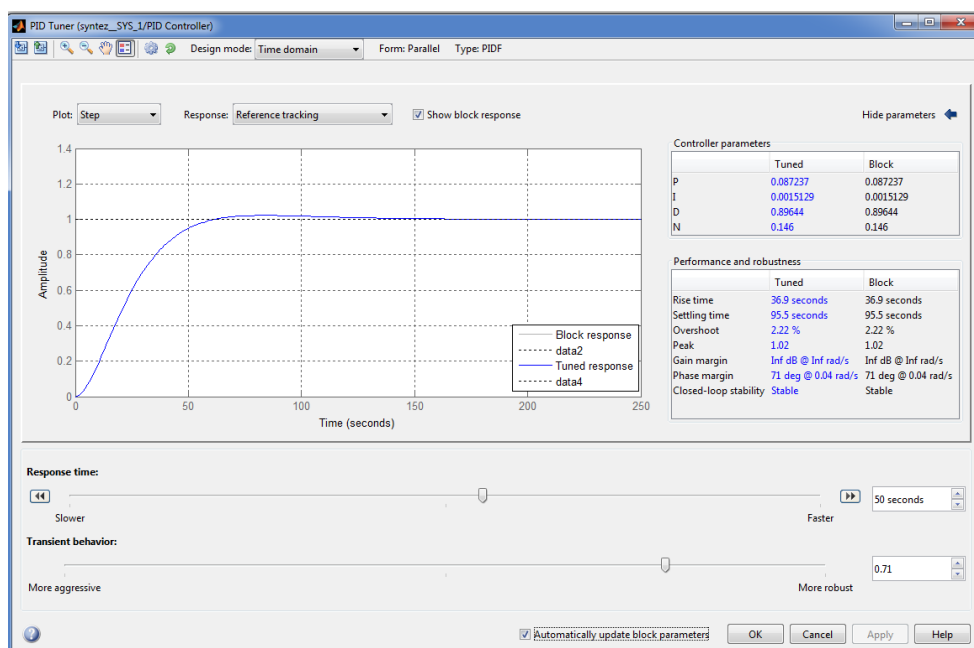 PID Tuner (syntez__SYS_1/PID Controller)
Design mode: Time domain Form: Parallel Type: PIDF
Plot: Step Response: Reference tracking Show block response Hide parameters
1.4
1.2
1
0.8
0.6
0.4
0.2
0
Amplitude
0 50 100 150 200 250
Time (seconds)
Block response
data2
Tuned response
data4
Controller parameters
Tuned Block
P 0.087237 0.087237
I 0.0015129 0.0015129
D 0.89644 0.89644
N 0.146 0.146
Performance and robustness
Tuned Block
Rise time 36.9 seconds 36.9 seconds
Settling time 95.5 seconds 95.5 seconds
Overshoot 2.22 % 2.22 %
Peak 1.02 1.02
Gain margin Inf dB @ Inf rad/s Inf dB @ Inf rad/s
Phase margin 71 deg @ 0.04 rad/s 71 deg @ 0.04 rad/s
Closed-loop stability Stable Stable
Response time:
50 seconds
Slower Faster
Transient behavior:
0.71
More aggressive More robust
Automatically update block parameters OK Cancel Apply Help